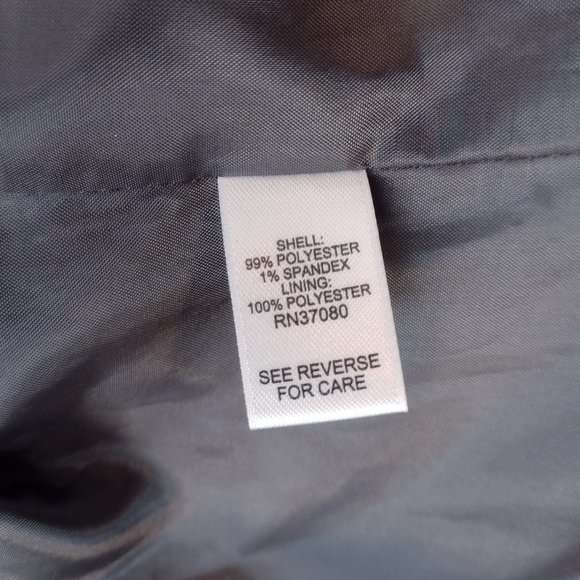 SHELL:
99% POLYESTER
1% SPANDEX
LINING:
100% POLYESTER
RN37080
SEE REVERSE
FOR CARE